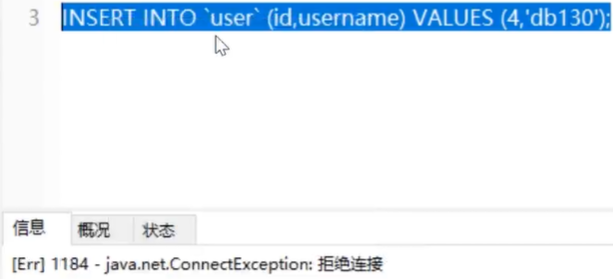 3 INSERT INTO `user` (id,username) VALUES (4,'db130');
信息 概况 状态
[Err] 1184 - java.net.ConnectException: 拒绝连接